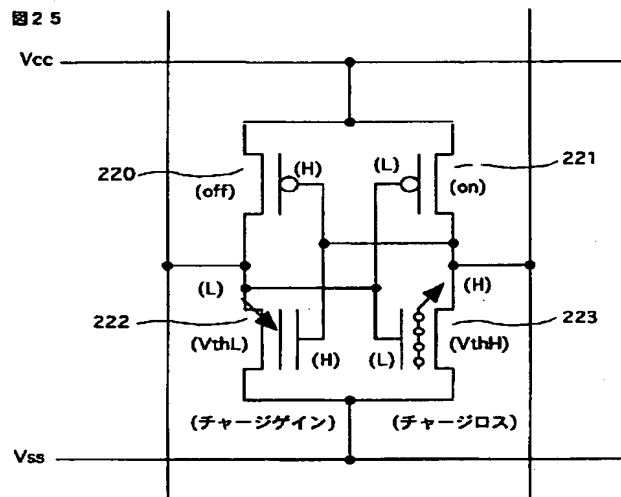 図25
Vcc
220
(off)
(H)
(L)
221
(on)
(L)
(H)
222
(VthL)
(H)
(L)
223
(VthH)
(チャージゲイン)
(チャージロス)
Vss